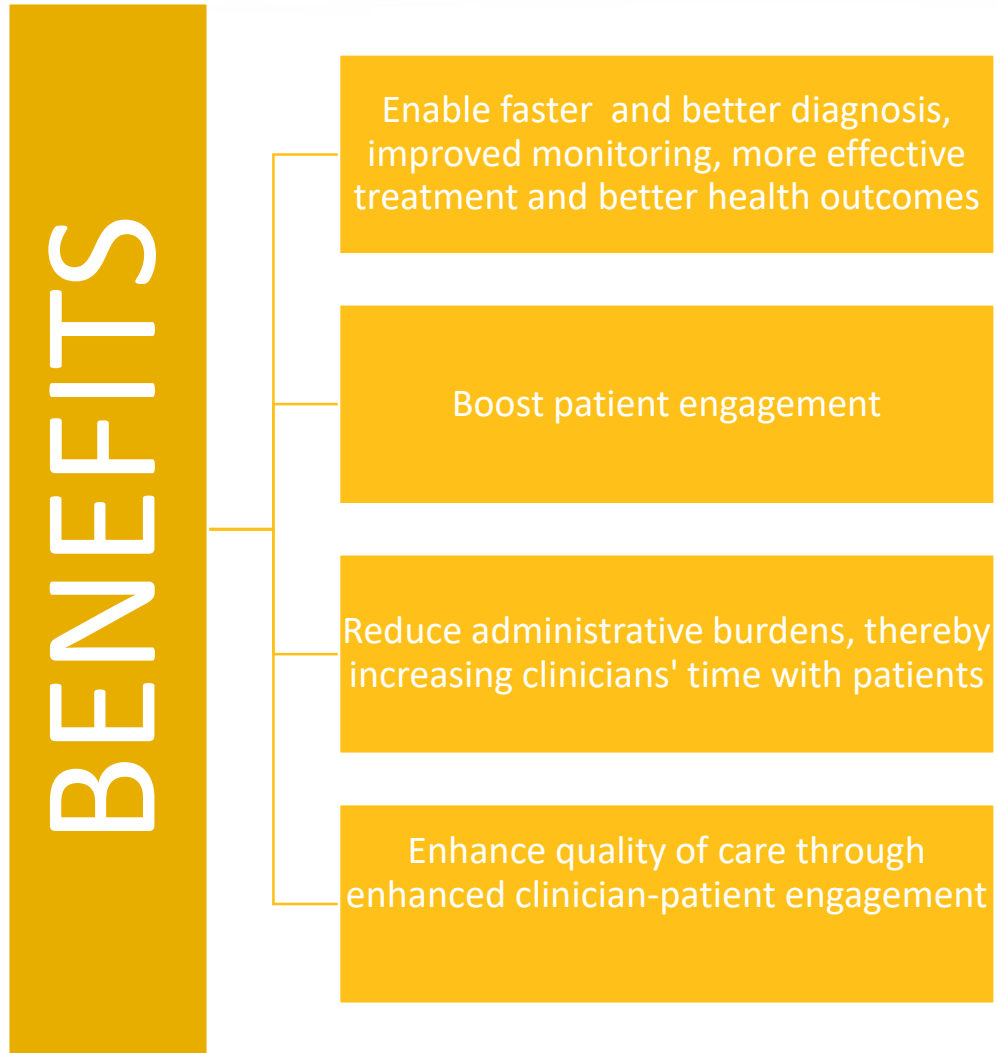 BENEFITS
Enable faster  and better diagnosis,
improved monitoring, more effective
treatment and better health outcomes
Boost patient engagement
Reduce administrative burdens, thereby
increasing clinicians' time with patients
Enhance quality of care through
enhanced clinician-patient engagement